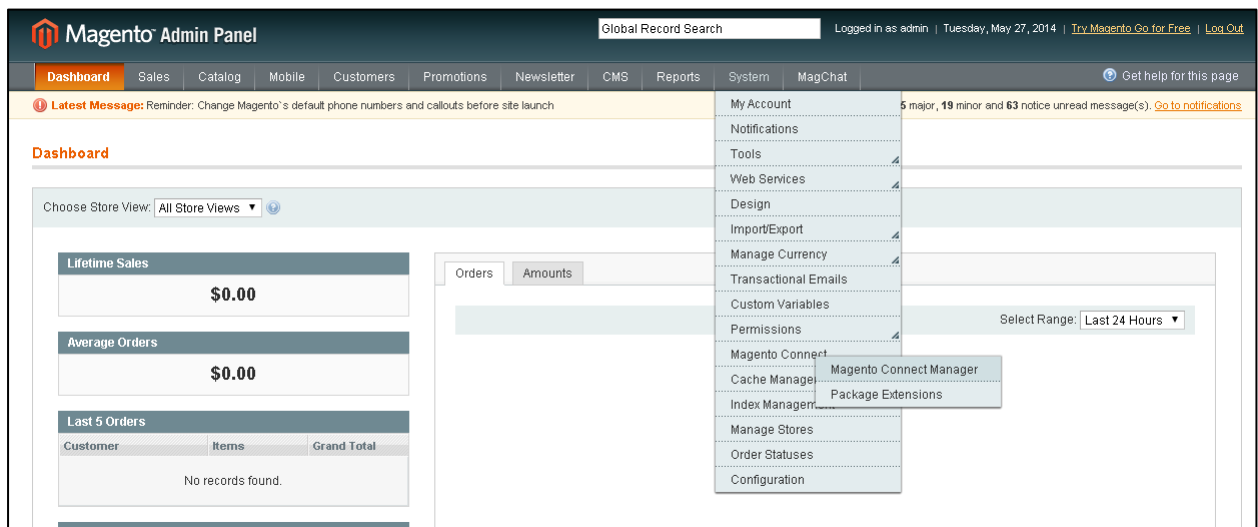 Magento Admin Panel
Global Record Search
Logged in as admin | Tuesday, May 27, 2014 | Try Magento Go for Free | Log Out
Dashboard Sales Catalog Mobile Customers Promotions Newsletter CMS Reports System MagChat
Get help for this page
Latest Message: Reminder: Change Magento`s default phone numbers and callouts before site launch
5 major, 19 minor and 63 notice unread message(s). Go to notifications
My Account
Notifications
Tools
Web Services
Design
Import/Export
Manage Currency
Transactional Emails
Custom Variables
Permissions
Magento Connect
Magento Connect Manager
Package Extensions
Cache Manage
Index Management
Manage Stores
Order Statuses
Configuration
Dashboard
Choose Store View: All Store Views
Lifetime Sales
$0.00
Average Orders
$0.00
Last 5 Orders
Customer Items Grand Total
No records found.
Orders Amounts
Select Range: Last 24 Hours